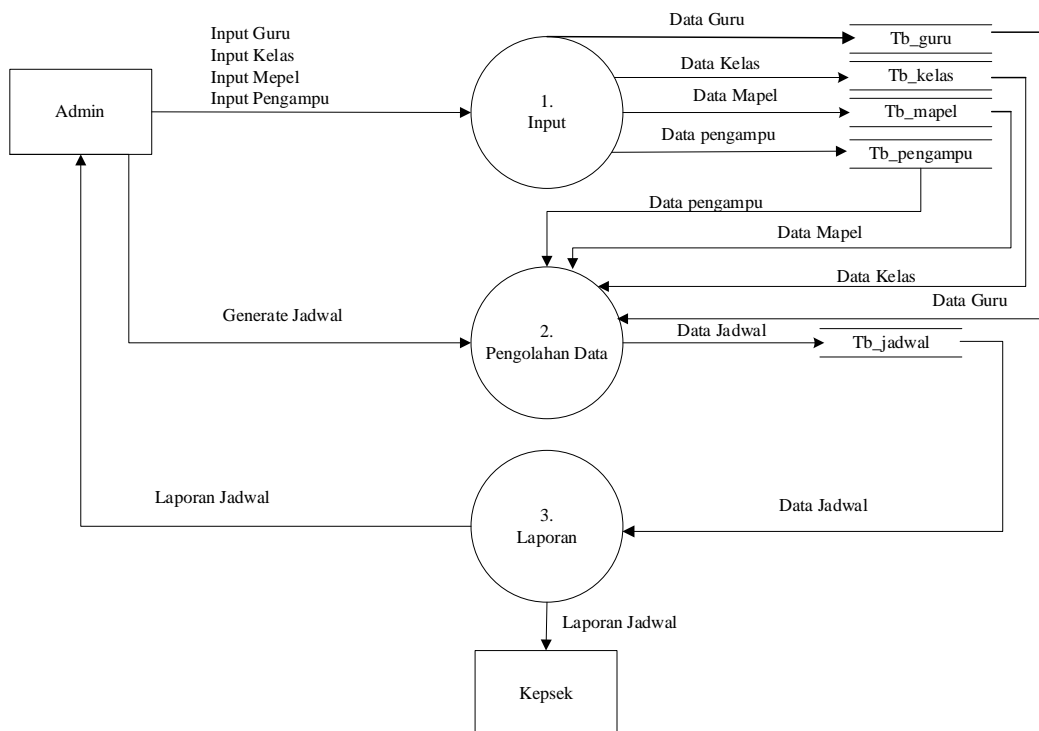 Data Guru
Input Guru
Input Kelas
Input Mepel
Input Pengampu
Tb_guru
Data Kelas
Tb_kelas
Admin
1.
Input
Data Mapel
Tb_mapel
Data pengampu
Tb_pengampu
Data pengampu
Data Mapel
Data Kelas
Data Guru
Generate Jadwal
2.
Pengolahan Data
Data Jadwal
Tb_jadwal
Laporan Jadwal
3.
Laporan
Data Jadwal
Laporan Jadwal
Kepsek